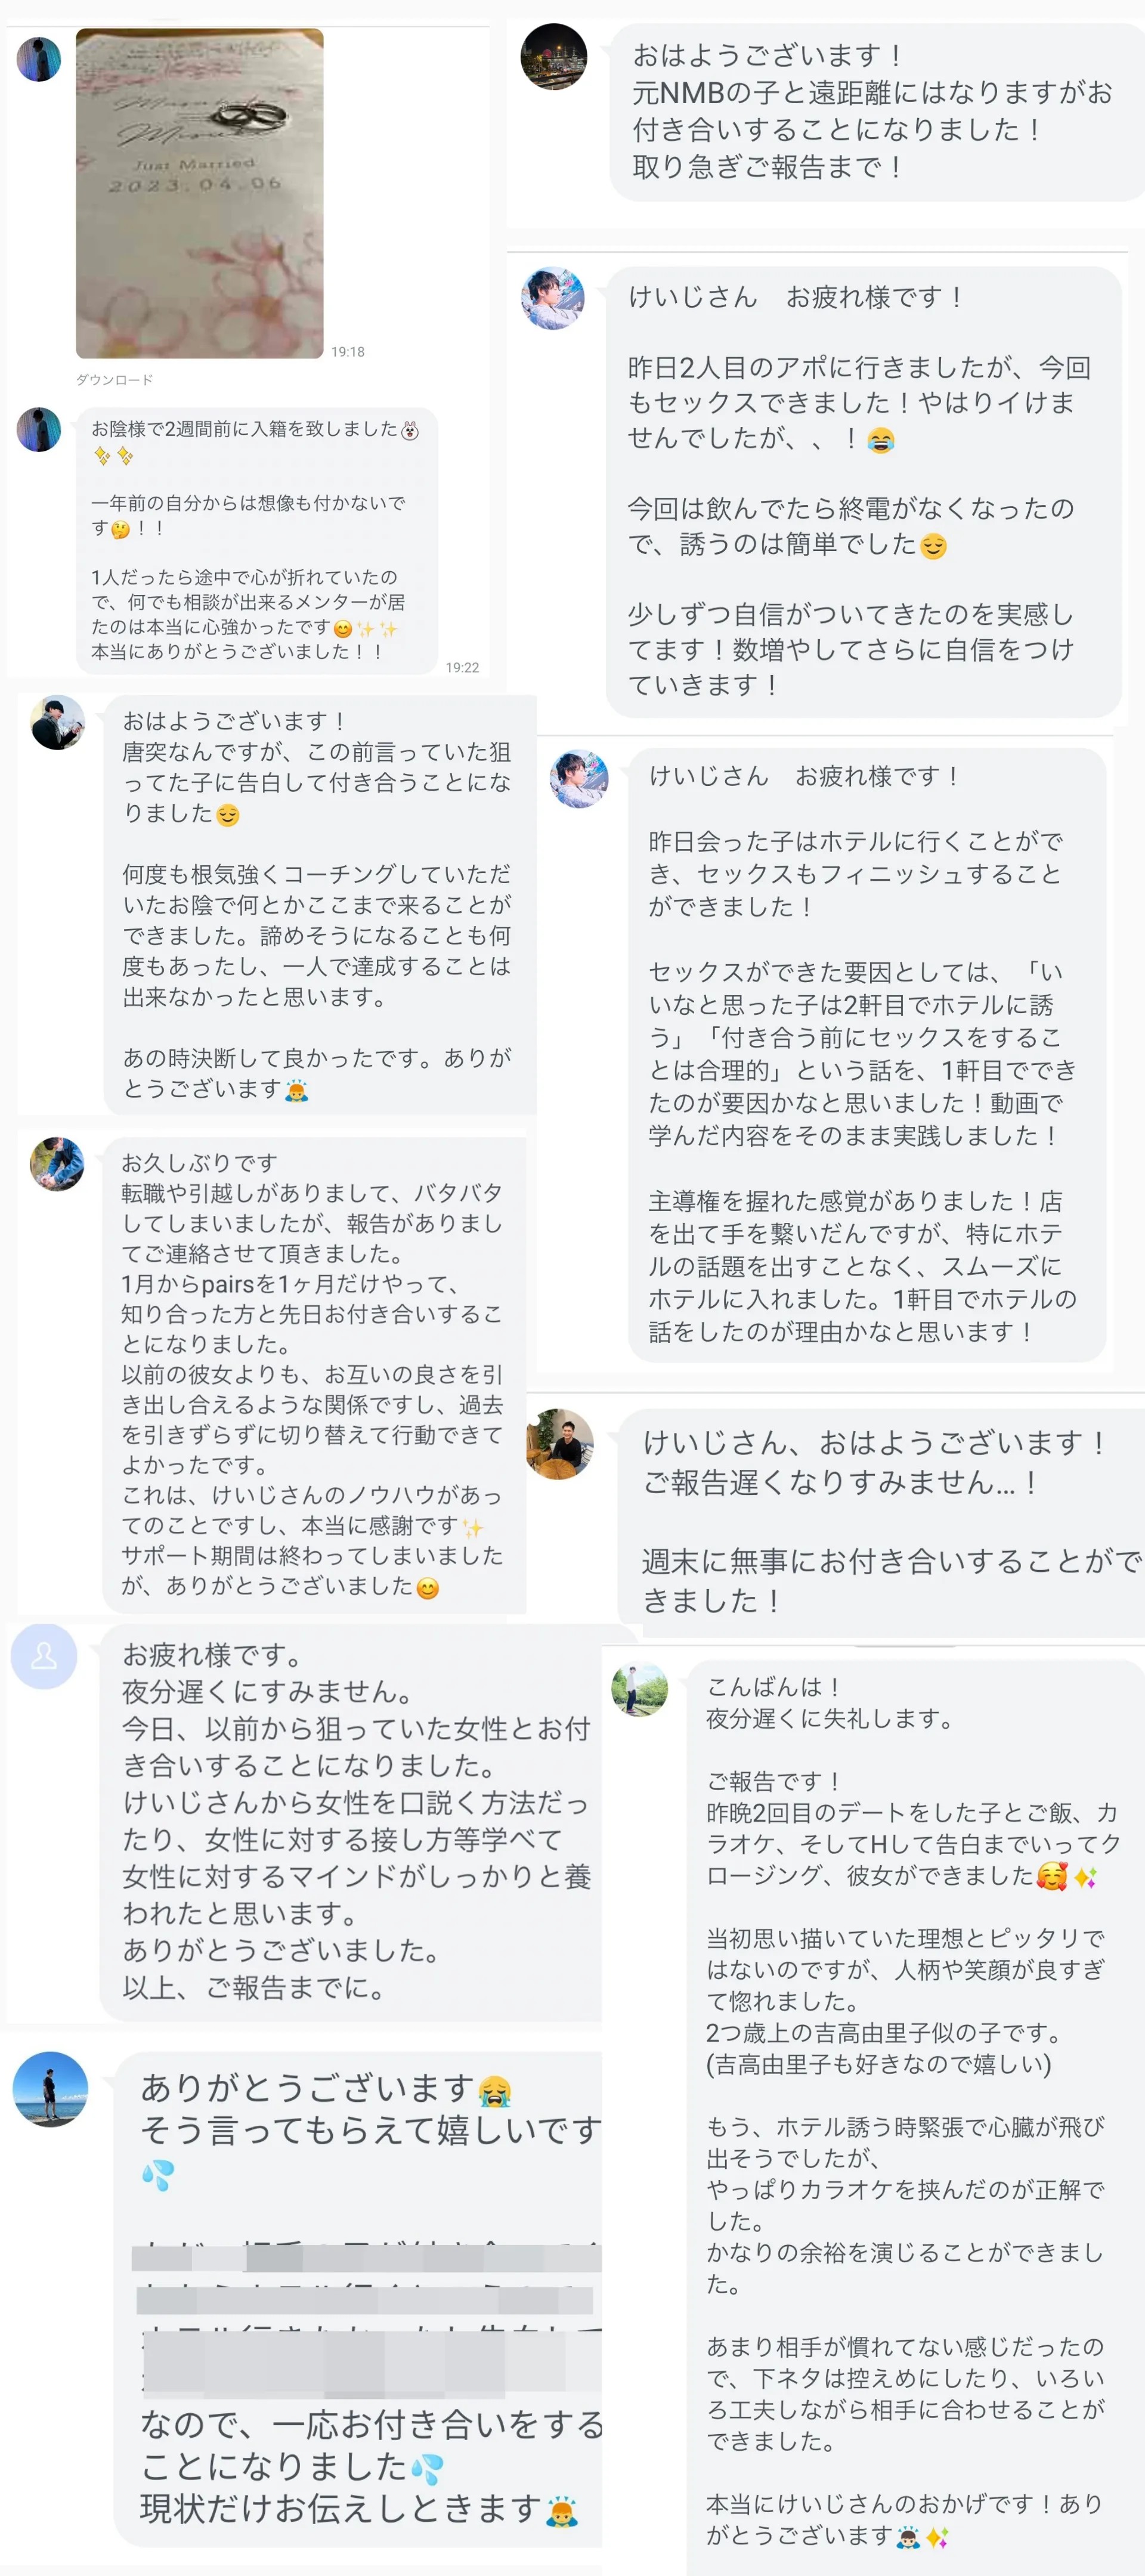 Just Married
2023.04.06
19:18
ダウンロード
お陰様で2週間前に入籍を致しました🐰
✨✨
一年前の自分からは想像も付かないで
す🤔！！
1人だったら途中で心が折れていたの
で、何でも相談が出来るメンターが居
たのは本当に心強かったです😊✨✨
本当にありがとうございました！！
19:22
おはようございます！
唐突なんですが、この前言っていた狙
ってた子に告白して付き合うことにな
りました😌
何度も根気強くコーチングしていただ
いたお陰で何とかここまで来ることが
できました。諦めそうになることも何
度もあったし、一人で達成することは
出来なかったと思います。
あの時決断して良かったです。ありが
とうございます🙇
お久しぶりです
転職や引越しがありまして、バタバタ
してしまいましたが、報告がありまし
てご連絡させて頂きました。
1月からpairsを1ヶ月だけやって、
知り合った方と先日お付き合いするこ
とになりました。
以前の彼女よりも、お互いの良さを引
き出し合えるような関係ですし、過去
を引きずらずに切り替えて行動できて
よかったです。
これは、けいじさんのノウハウがあっ
てのことですし、本当に感謝です✨
サポート期間は終わってしまいました
が、ありがとうございました😊
お疲れ様です。
夜分遅くにすみません。
今日、以前から狙っていた女性とお付
き合いすることになりました。
けいじさんから女性を口説く方法だっ
たり、女性に対する接し方等学べて
女性に対するマインドがしっかりと養
われたと思います。
ありがとうございました。
以上、ご報告までに。
ありがとうございます😭
そう言ってもらえて嬉しいです
💦
なので、一応お付き合いをする
ことになりました💦
現状だけお伝えしときます🙇
おはようございます！
元NMBの子と遠距離にはなりますがお
付き合いすることになりました！
取り急ぎご報告まで！
けいじさん　お疲れ様です！
昨日2人目のアポに行きましたが、今回
もセックスできました！やはりイけま
せんでしたが、、！😂
今回は飲んでたら終電がなくなったの
で、誘うのは簡単でした😌
少しずつ自信がついてきたのを実感し
てます！数増やしてさらに自信をつけ
ていきます！
けいじさん　お疲れ様です！
昨日会った子はホテルに行くことがで
き、セックスもフィニッシュすること
ができました！
セックスができた要因としては、「い
いなと思った子は2軒目でホテルに誘
う」「付き合う前にセックスをするこ
とは合理的」という話を、1軒目ででき
たのが要因かなと思いました！動画で
学んだ内容をそのまま実践しました！
主導権を握れた感覚がありました！店
を出て手を繋いだんですが、特にホテ
ルの話題を出すことなく、スムーズに
ホテルに入れました。1軒目でホテルの
話をしたのが理由かなと思います！
けいじさん、おはようございます！
ご報告遅くなりすみません…！
週末に無事にお付き合いすることがで
きました！
こんばんは！
夜分遅くに失礼します。
ご報告です！
昨晩2回目のデートをした子とご飯、カ
ラオケ、そしてHして告白までいってク
ロージング、彼女ができました🥰✨
当初思い描いていた理想とピッタリで
はないのですが、人柄や笑顔が良すぎ
て惚れました。
2つ歳上の吉高由里子似の子です。
(吉高由里子も好きなので嬉しい)
もう、ホテル誘う時緊張で心臓が飛び
出そうでしたが、
やっぱりカラオケを挟んだのが正解で
した。
かなりの余裕を演じることができまし
た。
あまり相手が慣れてない感じだったの
で、下ネタは控えめにしたり、いろい
ろ工夫しながら相手に合わせることが
できました。
本当にけいじさんのおかげです！あり
がとうございます🙇✨